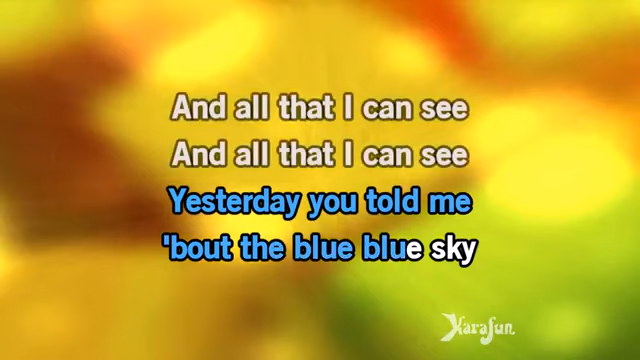 And all that I can see
And all that I can see
Yesterday you told me
'bout the blue blue sky
KaraFun